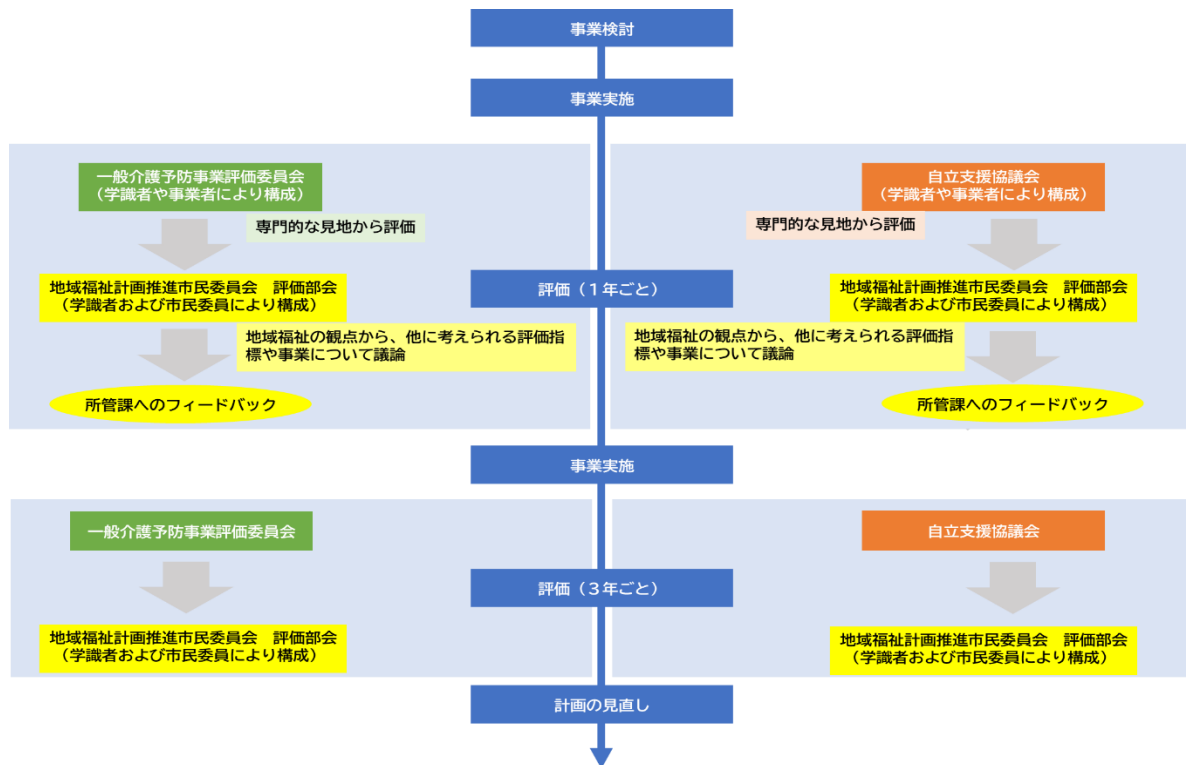 事業検討
事業実施
一般介護予防事業評価委員会
（学識者や事業者により構成）
専門的な見地から評価
地域福祉計画推進市民委員会　評価部会
（学識者および市民委員により構成）
地域福祉の観点から、他に考えられる評価指
標や事業について議論
所管課へのフィードバック
評価（１年ごと）
自立支援協議会
（学識者や事業者により構成）
専門的な見地から評価
地域福祉計画推進市民委員会　評価部会
（学識者および市民委員により構成）
地域福祉の観点から、他に考えられる評価指
標や事業について議論
所管課へのフィードバック
事業実施
一般介護予防事業評価委員会
地域福祉計画推進市民委員会　評価部会
（学識者および市民委員により構成）
評価（３年ごと）
自立支援協議会
地域福祉計画推進市民委員会　評価部会
（学識者および市民委員により構成）
計画の見直し